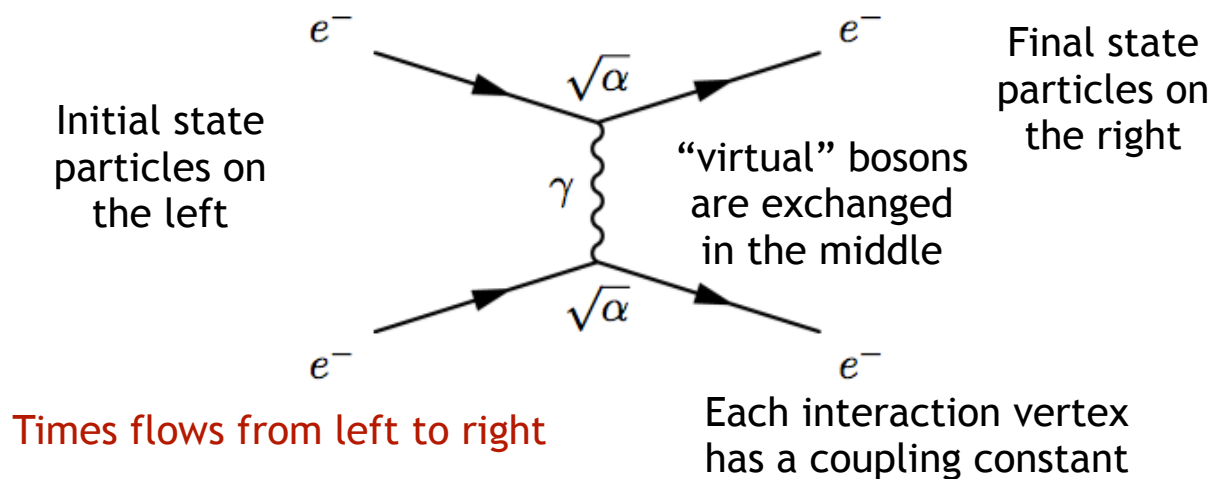 e⁻
e⁻
√α
Final state
particles on
the right
Initial state
particles on
the left
γ
“virtual” bosons
are exchanged
in the middle
√α
e⁻
e⁻
Times flows from left to right
Each interaction vertex
has a coupling constant